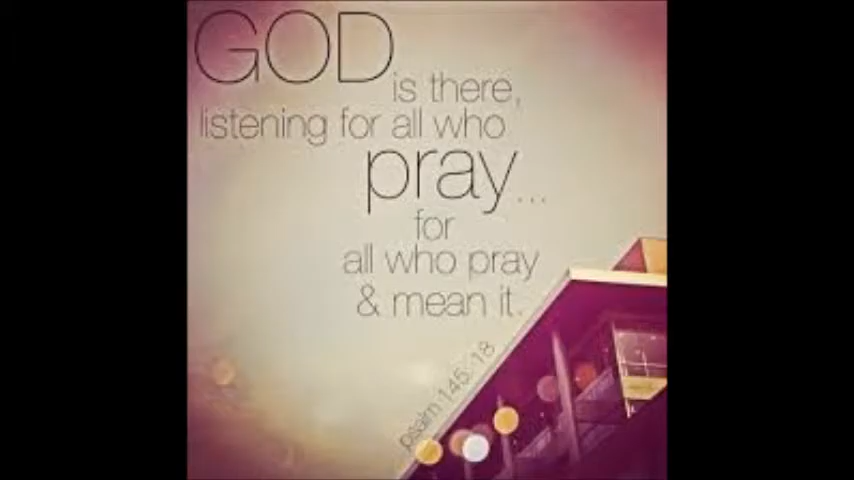 GOD
is there,
listening for all who
pray...
for
all who pray
& mean it.
psalm 145:18